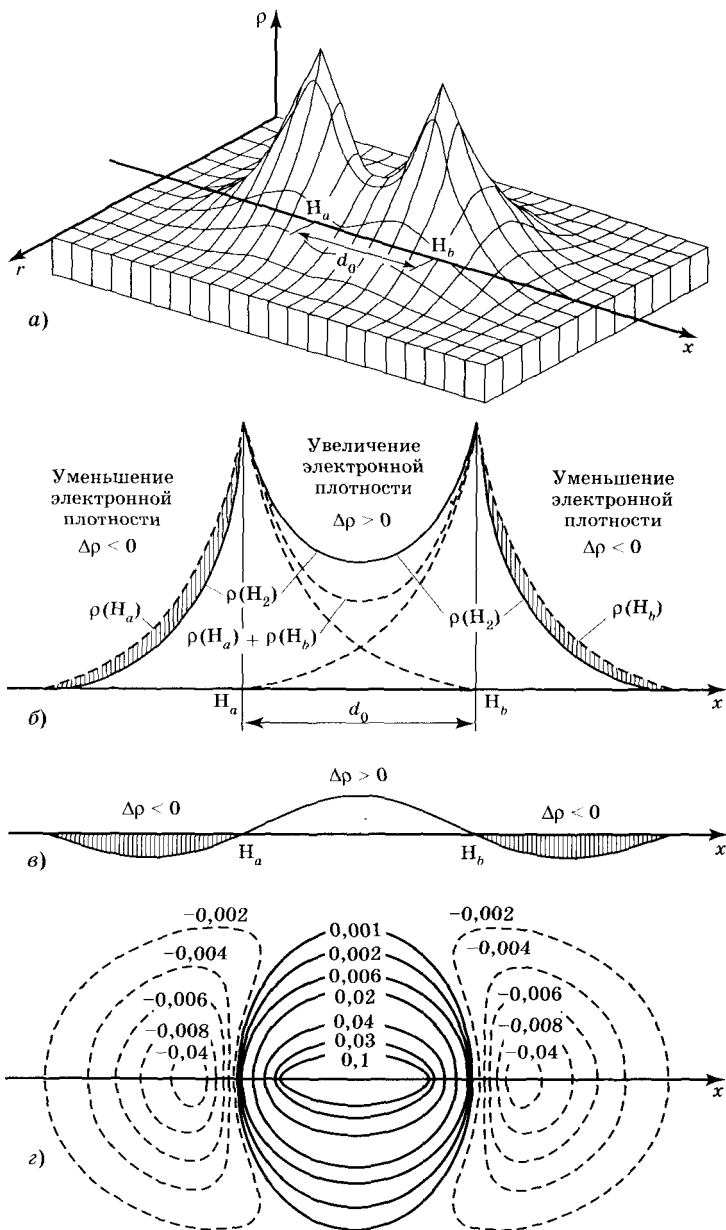 ρ
H_a
H_b
d_0
r
x
а)
Уменьшение
электронной
плотности
Δρ < 0
Увеличение
электронной
плотности
Δρ > 0
Уменьшение
электронной
плотности
Δρ < 0
ρ(H_a)
ρ(H_2)
ρ(H_a) + ρ(H_b)
ρ(H_2)
ρ(H_b)
H_a
d_0
H_b
x
б)
Δρ < 0
Δρ > 0
Δρ < 0
H_a
H_b
x
в)
−0,002
−0,004
−0,006
−0,008
−0,04
0,001
0,002
0,006
0,02
0,04
0,03
0,1
−0,002
−0,004
−0,006
−0,008
−0,04
x
г)